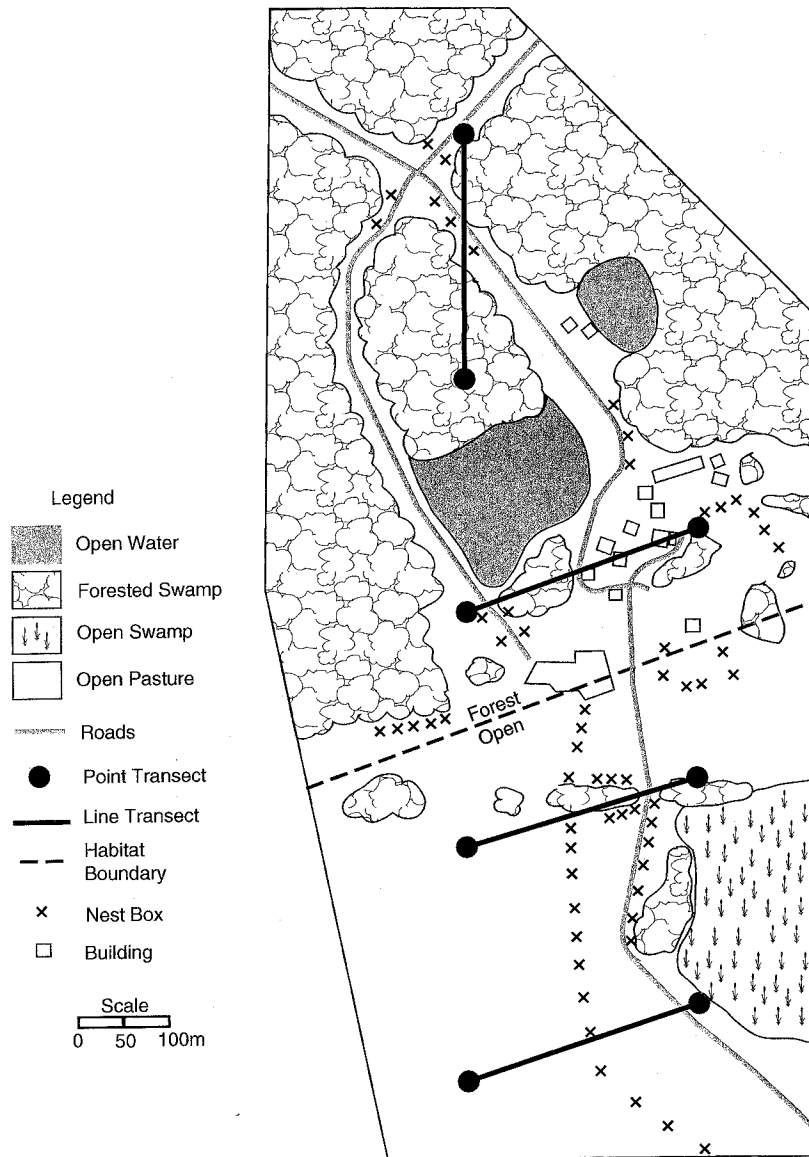 Forest
Open
Legend
Open Water
Forested Swamp
Open Swamp
Open Pasture
Roads
Point Transect
Line Transect
Habitat
Boundary
Nest Box
Building
Scale
0 50 100m